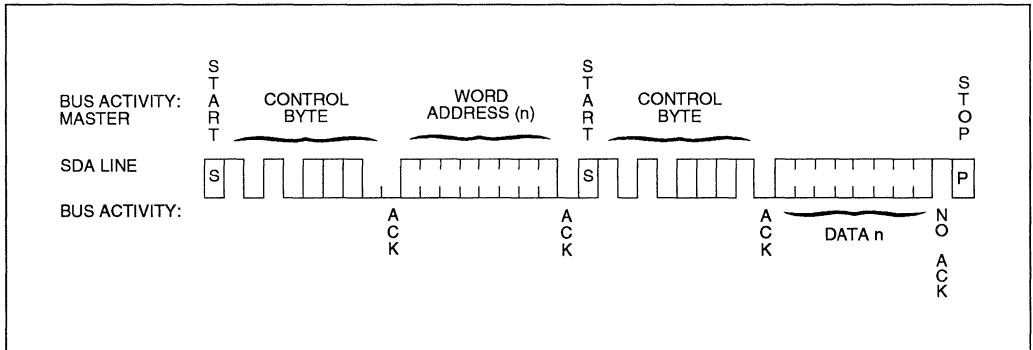 START
START
STOP
BUS ACTIVITY:
MASTER
CONTROL
BYTE
WORD
ADDRESS (n)
CONTROL
BYTE
SDA LINE
S
S
P
BUS ACTIVITY:
ACK
ACK
ACK
DATA n
NO ACK